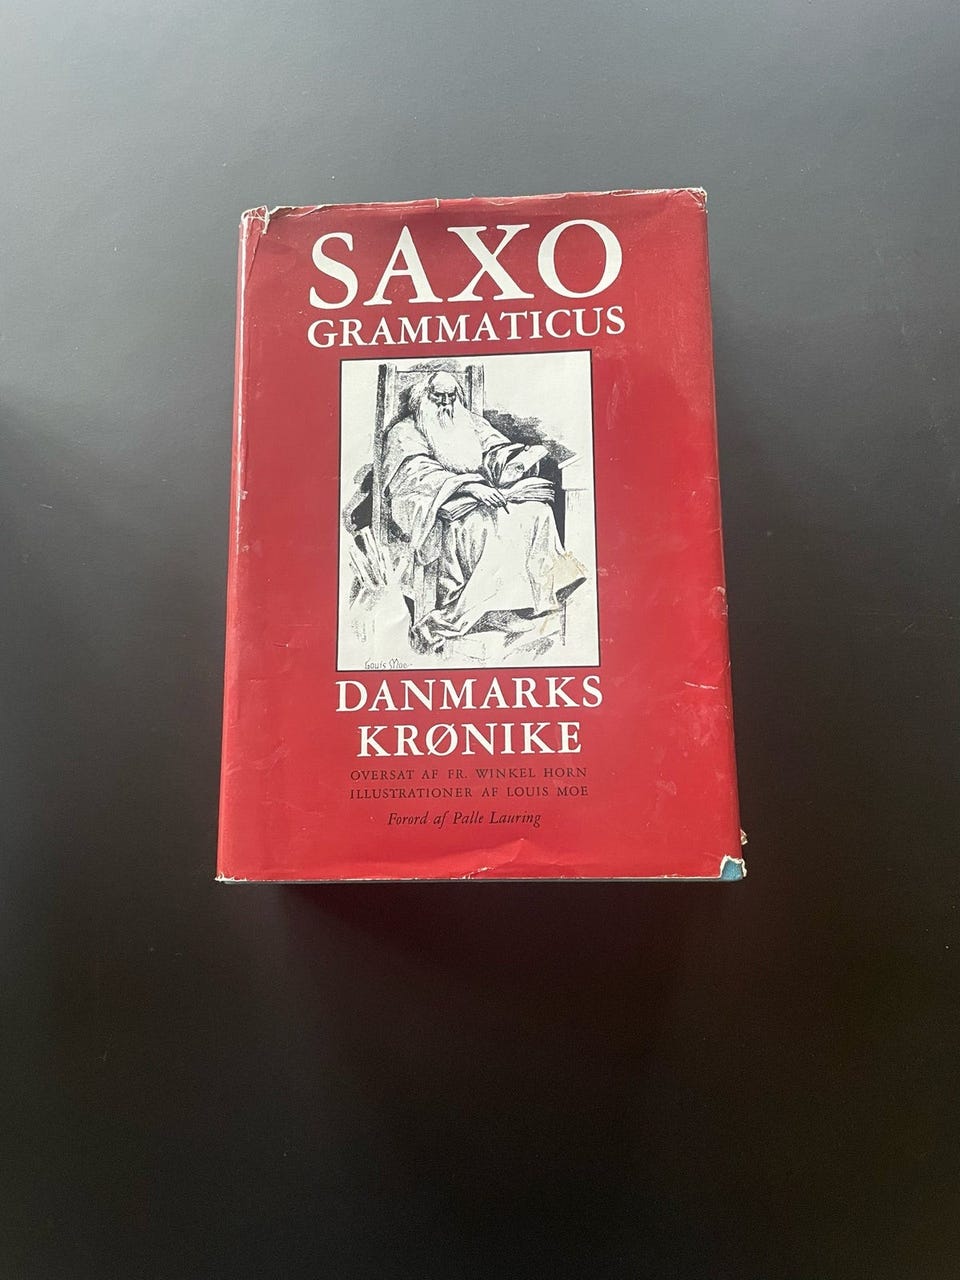 SAXO
GRAMMATICUS
Louis Moe.
DANMARKS
KRØNIKE
OVERSAT AF FR. WINKEL HORN
ILLUSTRATIONER AF LOUIS MOE
Forord af Palle Lauring